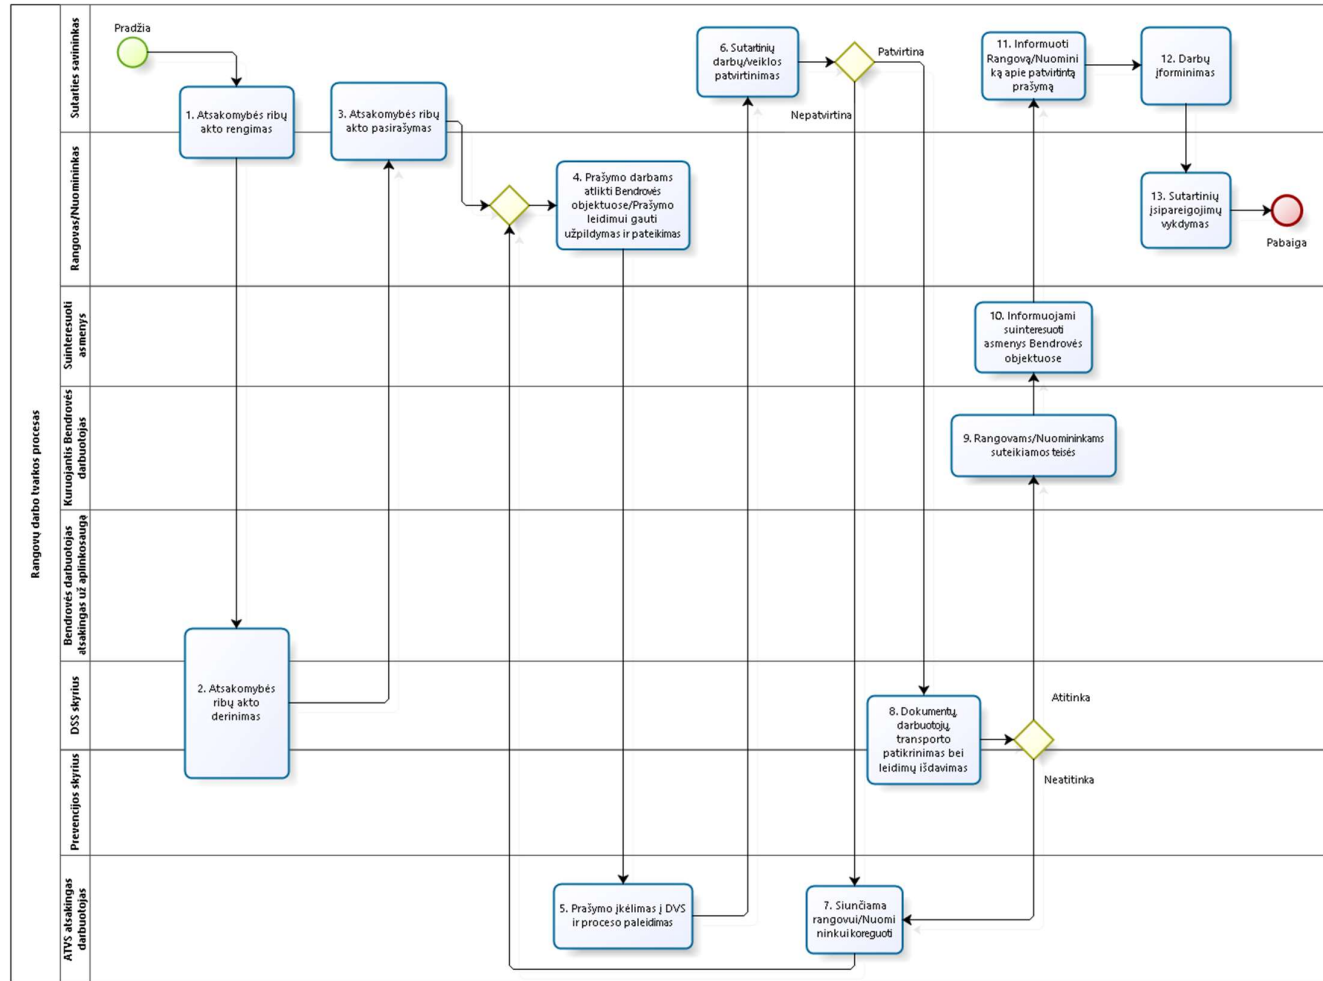 Rangovų darbo tvarkos procesas
Sutarties savininkas
Pradžia
1. Atsakomybės ribų
akto rengimas
3. Atsakomybės ribų
akto pasirašymas
6. Sutartinių
darbų/veiklos
patvirtinimas
Patvirtina
Nepatvirtina
11. Informuoti
Rangovą/Nuomini
ką apie patvirtintą
prašymą
12. Darbų
įforminimas
Rangovas/Nuomininkas
4. Prašymo darbams
atlikti Bendrovės
objektuose/Prašymo
leidimui gauti
užpildymas ir pateikimas
13. Sutartinių
įsipareigojimų
vykdymas
Pabaiga
Suinteresuoti
asmenys
10. Informuojami
suinteresuoti
asmenys Bendrovės
objektuose
Kuruojantis Bendrovės
darbuotojas
9. Rangovams/Nuomininkams
suteikiamos teisės
Bendrovės darbuotojas
atsakingas už aplinkosaugą
2. Atsakomybės
ribų akto
derinimas
DSS skyrius
8. Dokumentų,
darbuotojų,
transporto
patikrinimas bei
leidimų išdavimas
Atitinka
Neatitinka
Prevencijos skyrius
ATVS atsakingas
darbuotojas
5. Prašymo įkėlimas į DVS
ir proceso paleidimas
7. Siunčiama
rangovui/Nuomi
ninkui koreguoti